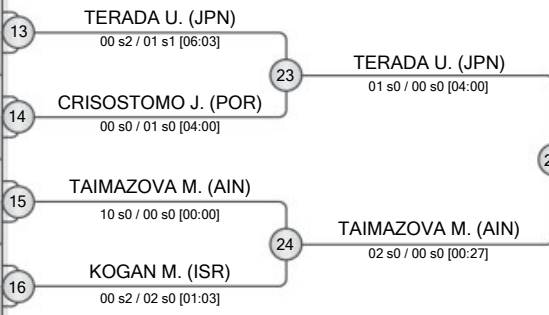 13
TERADA U. (JPN)
00 s2 / 01 s1 [06:03]
23
TERADA U. (JPN)
01 s0 / 00 s0 [04:00]
14
CRISOSTOMO J. (POR)
00 s0 / 01 s0 [04:00]
15
TAIMAZOVA M. (AIN)
10 s0 / 00 s0 [00:00]
24
TAIMAZOVA M. (AIN)
02 s0 / 00 s0 [00:27]
16
KOGAN M. (ISR)
00 s2 / 02 s0 [01:03]